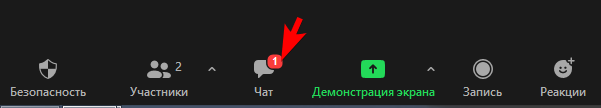 2
1
Безопасность
Участники
Чат
Демонстрация экрана
Запись
Реакции